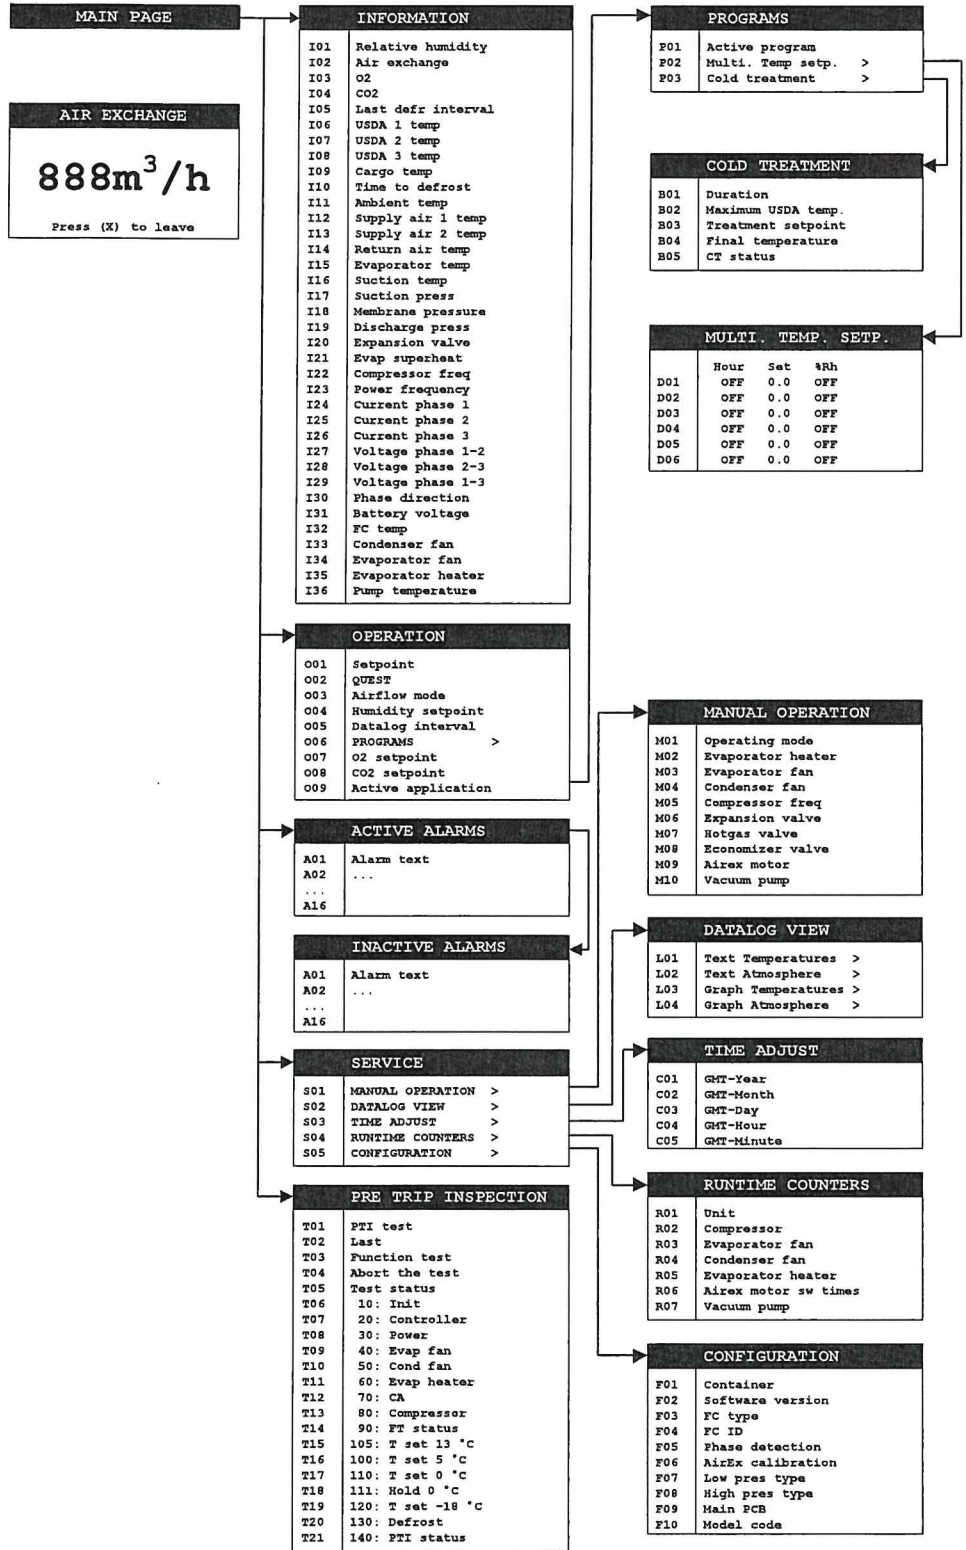 MAIN PAGE
AIR EXCHANGE
888m³/h
Press (X) to leave
INFORMATION
I01 Relative humidity
I02 Air exchange
I03 O2
I04 CO2
I05 Last defr interval
I06 USDA 1 temp
I07 USDA 2 temp
I08 USDA 3 temp
I09 Cargo temp
I10 Time to defrost
I11 Ambient temp
I12 Supply air 1 temp
I13 Supply air 2 temp
I14 Return air temp
I15 Evaporator temp
I16 Suction temp
I17 Suction press
I18 Membrane pressure
I19 Discharge press
I20 Expansion valve
I21 Evap superheat
I22 Compressor freq
I23 Power frequency
I24 Current phase 1
I25 Current phase 2
I26 Current phase 3
I27 Voltage phase 1-2
I28 Voltage phase 2-3
I29 Voltage phase 1-3
I30 Phase direction
I31 Battery voltage
I32 FC temp
I33 Condenser fan
I34 Evaporator fan
I35 Evaporator heater
I36 Pump temperature
OPERATION
O01 Setpoint
O02 QUEST
O03 Airflow mode
O04 Humidity setpoint
O05 Datalog interval
O06 PROGRAMS >
O07 O2 setpoint
O08 CO2 setpoint
O09 Active application
ACTIVE ALARMS
A01 Alarm text
A02 ...
...
A16
INACTIVE ALARMS
A01 Alarm text
A02 ...
...
A16
SERVICE
S01 MANUAL OPERATION >
S02 DATALOG VIEW >
S03 TIME ADJUST >
S04 RUNTIME COUNTERS >
S05 CONFIGURATION >
PRE TRIP INSPECTION
T01 PTI test
T02 Last
T03 Function test
T04 Abort the test
T05 Test status
T06 10: Init
T07 20: Controller
T08 30: Power
T09 40: Evap fan
T10 50: Cond fan
T11 60: Evap heater
T12 70: CA
T13 80: Compressor
T14 90: FT status
T15 105: T set 13 °C
T16 100: T set 5 °C
T17 110: T set 0 °C
T18 111: Hold 0 °C
T19 120: T set -18 °C
T20 130: Defrost
T21 140: PTI status
PROGRAMS
P01 Active program
P02 Multi. Temp setp. >
P03 Cold treatment >
COLD TREATMENT
B01 Duration
B02 Maximum USDA temp.
B03 Treatment setpoint
B04 Final temperature
B05 CT status
MULTI. TEMP. SETP.
Hour Set %Rh
D01 OFF 0.0 OFF
D02 OFF 0.0 OFF
D03 OFF 0.0 OFF
D04 OFF 0.0 OFF
D05 OFF 0.0 OFF
D06 OFF 0.0 OFF
MANUAL OPERATION
M01 Operating mode
M02 Evaporator heater
M03 Evaporator fan
M04 Condenser fan
M05 Compressor freq
M06 Expansion valve
M07 Hotgas valve
M08 Economizer valve
M09 Airex motor
M10 Vacuum pump
DATALOG VIEW
L01 Text Temperatures >
L02 Text Atmosphere >
L03 Graph Temperatures >
L04 Graph Atmosphere >
TIME ADJUST
C01 GMT-Year
C02 GMT-Month
C03 GMT-Day
C04 GMT-Hour
C05 GMT-Minute
RUNTIME COUNTERS
R01 Unit
R02 Compressor
R03 Evaporator fan
R04 Condenser fan
R05 Evaporator heater
R06 Airex motor sw times
R07 Vacuum pump
CONFIGURATION
F01 Container
F02 Software version
F03 FC type
F04 FC ID
F05 Phase detection
F06 AirEx calibration
F07 Low pres type
F08 High pres type
F09 Main PCB
F10 Model code